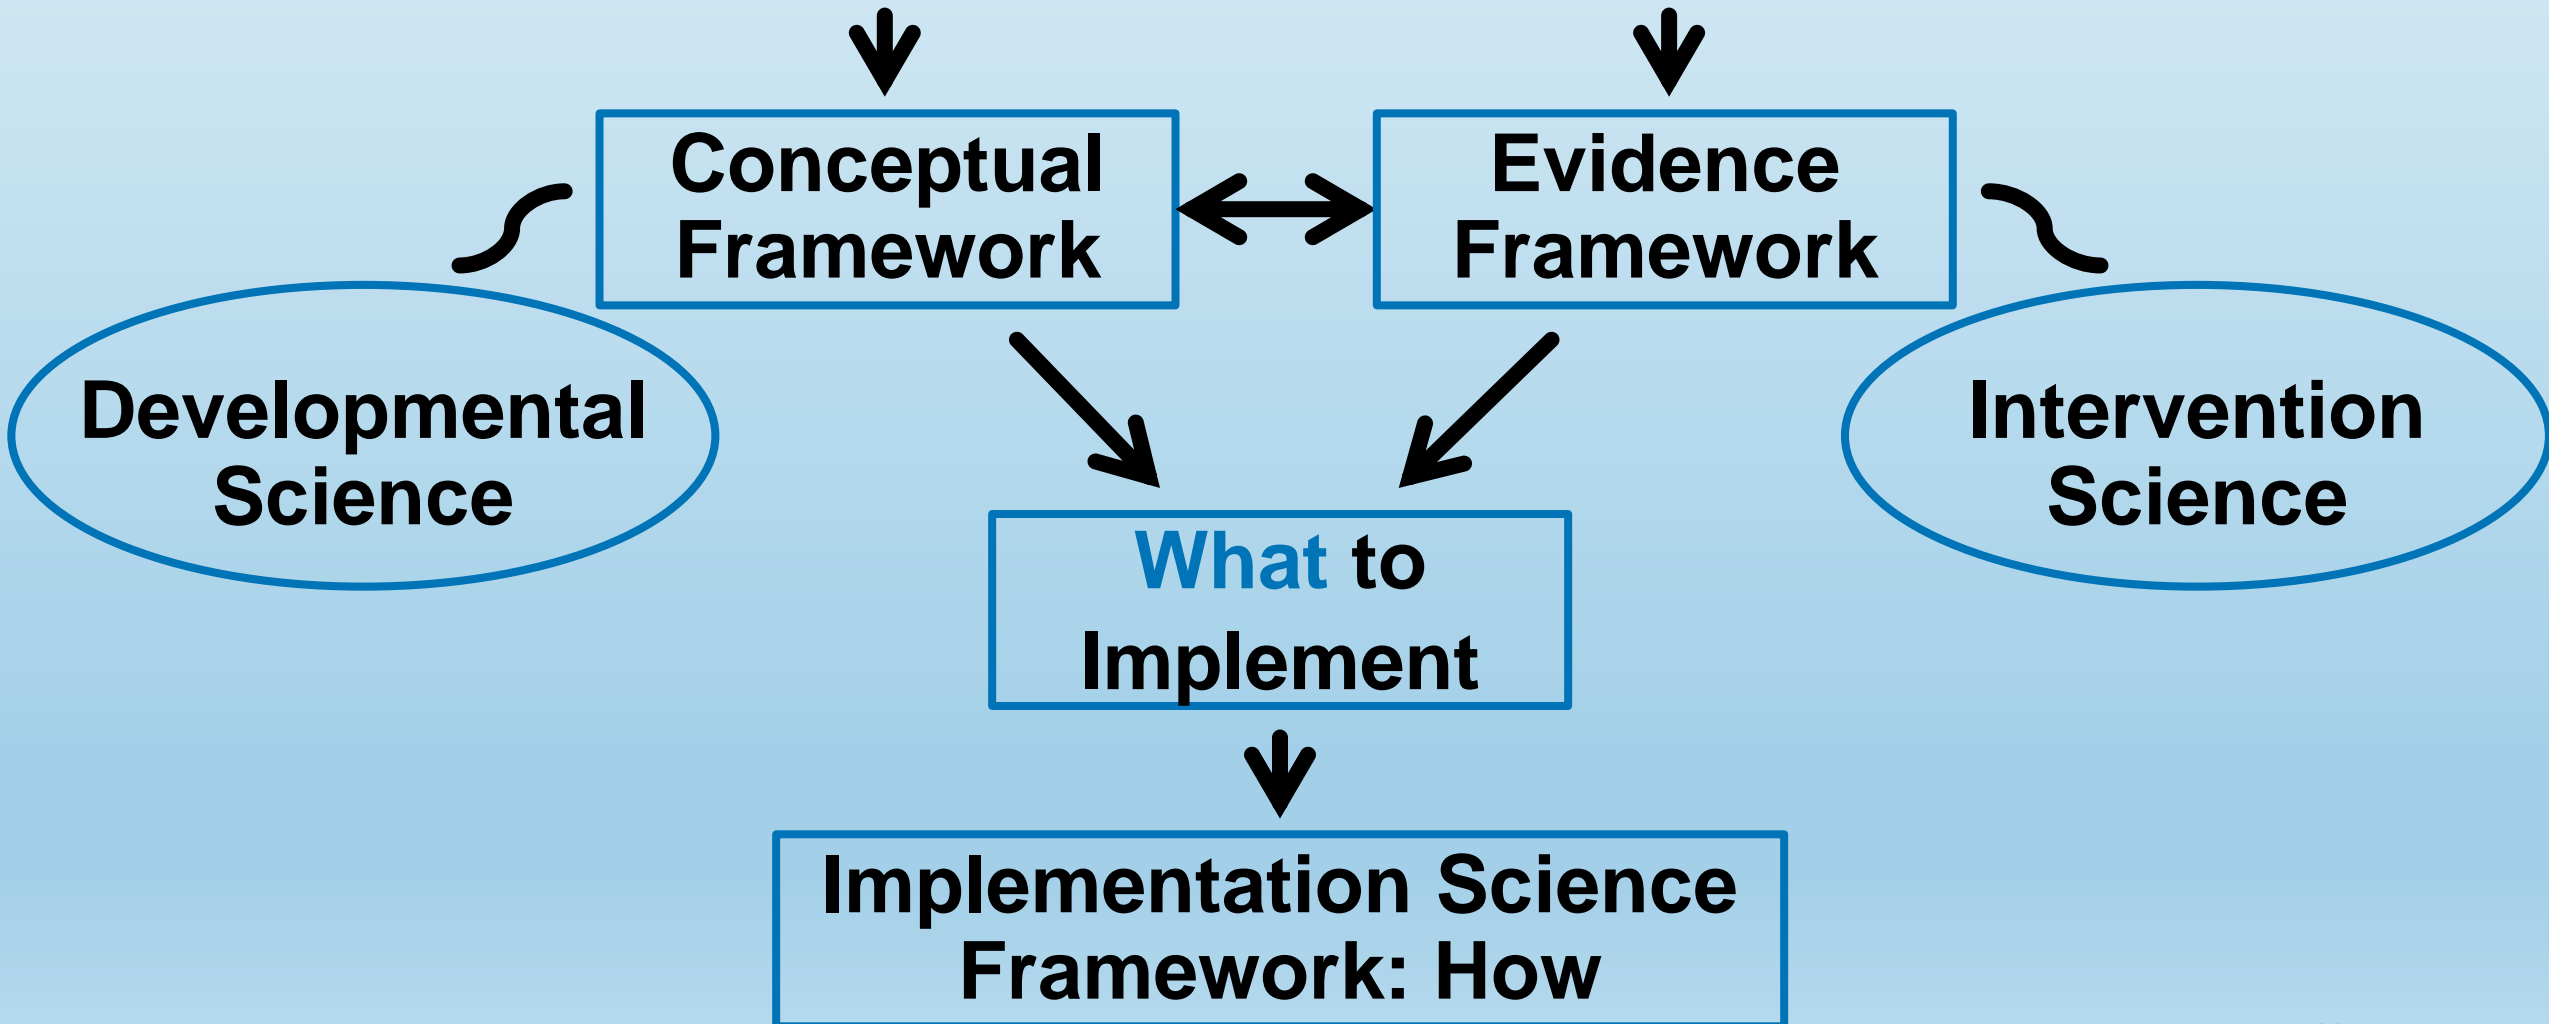 Conceptual
Framework
Evidence
Framework
Developmental
Science
Intervention
Science
What to
Implement
Implementation Science
Framework: How